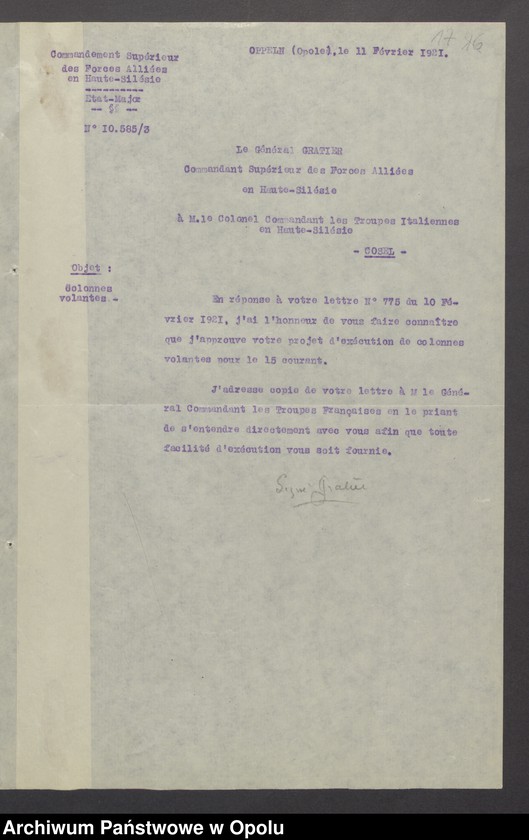 17 16
Commandement Supérieur
des Forces Alliées
en Haute-Silésie
----------
Etat-Major
N° 10.585/3
OPPELN (Opole), le 11 Février 1921.
Le Général GRATIER
Commandant Supérieur des Forces Alliées
en Haute-Silésie
à M.le Colonel Commandant les Troupes Italiennes
en Haute-Silésie
- COSEL -
Objet :
Colonnes
volantes.-
En réponse à votre lettre N° 775 du 10 Fé-
vrier 1921, j'ai l'honneur de vous faire connaître
que j'approuve votre projet d'exécution de colonnes
volantes pour le 15 courant.
J'adresse copie de votre lettre à M le Géné-
ral Commandant les Troupes Françaises en le priant
de s'entendre directement avec vous afin que toute
facilité d'exécution vous soit fournie.
Signé Gratier
Archiwum Państwowe w Opolu